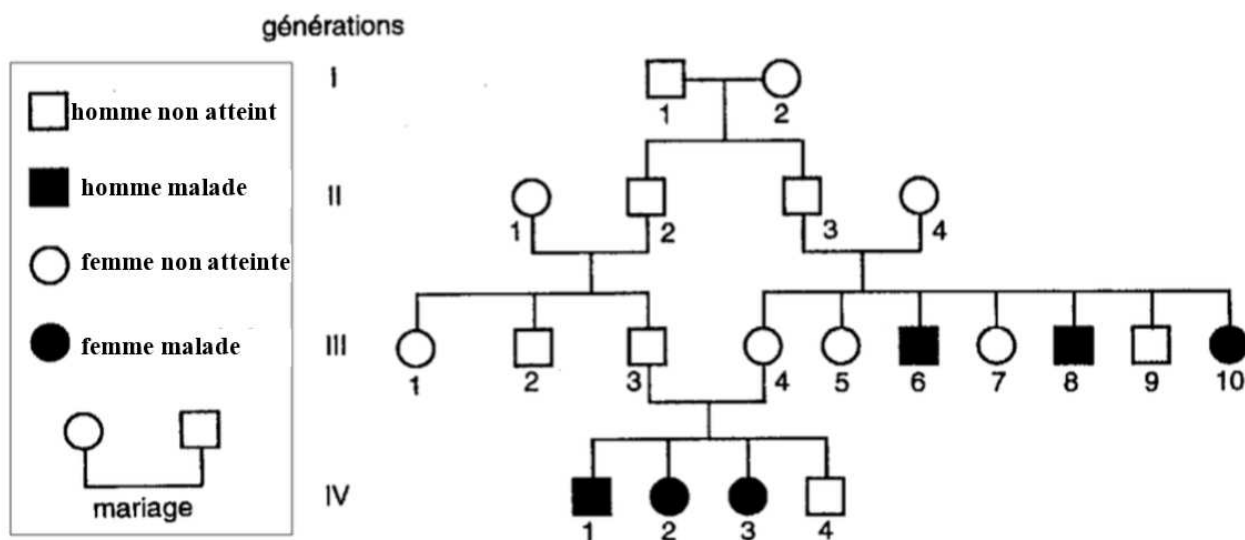 générations
homme non atteint
homme malade
femme non atteinte
femme malade
mariage
I
1 2
II
1 2 3 4
III
1 2 3 4 5 6 7 8 9 10
IV
1 2 3 4